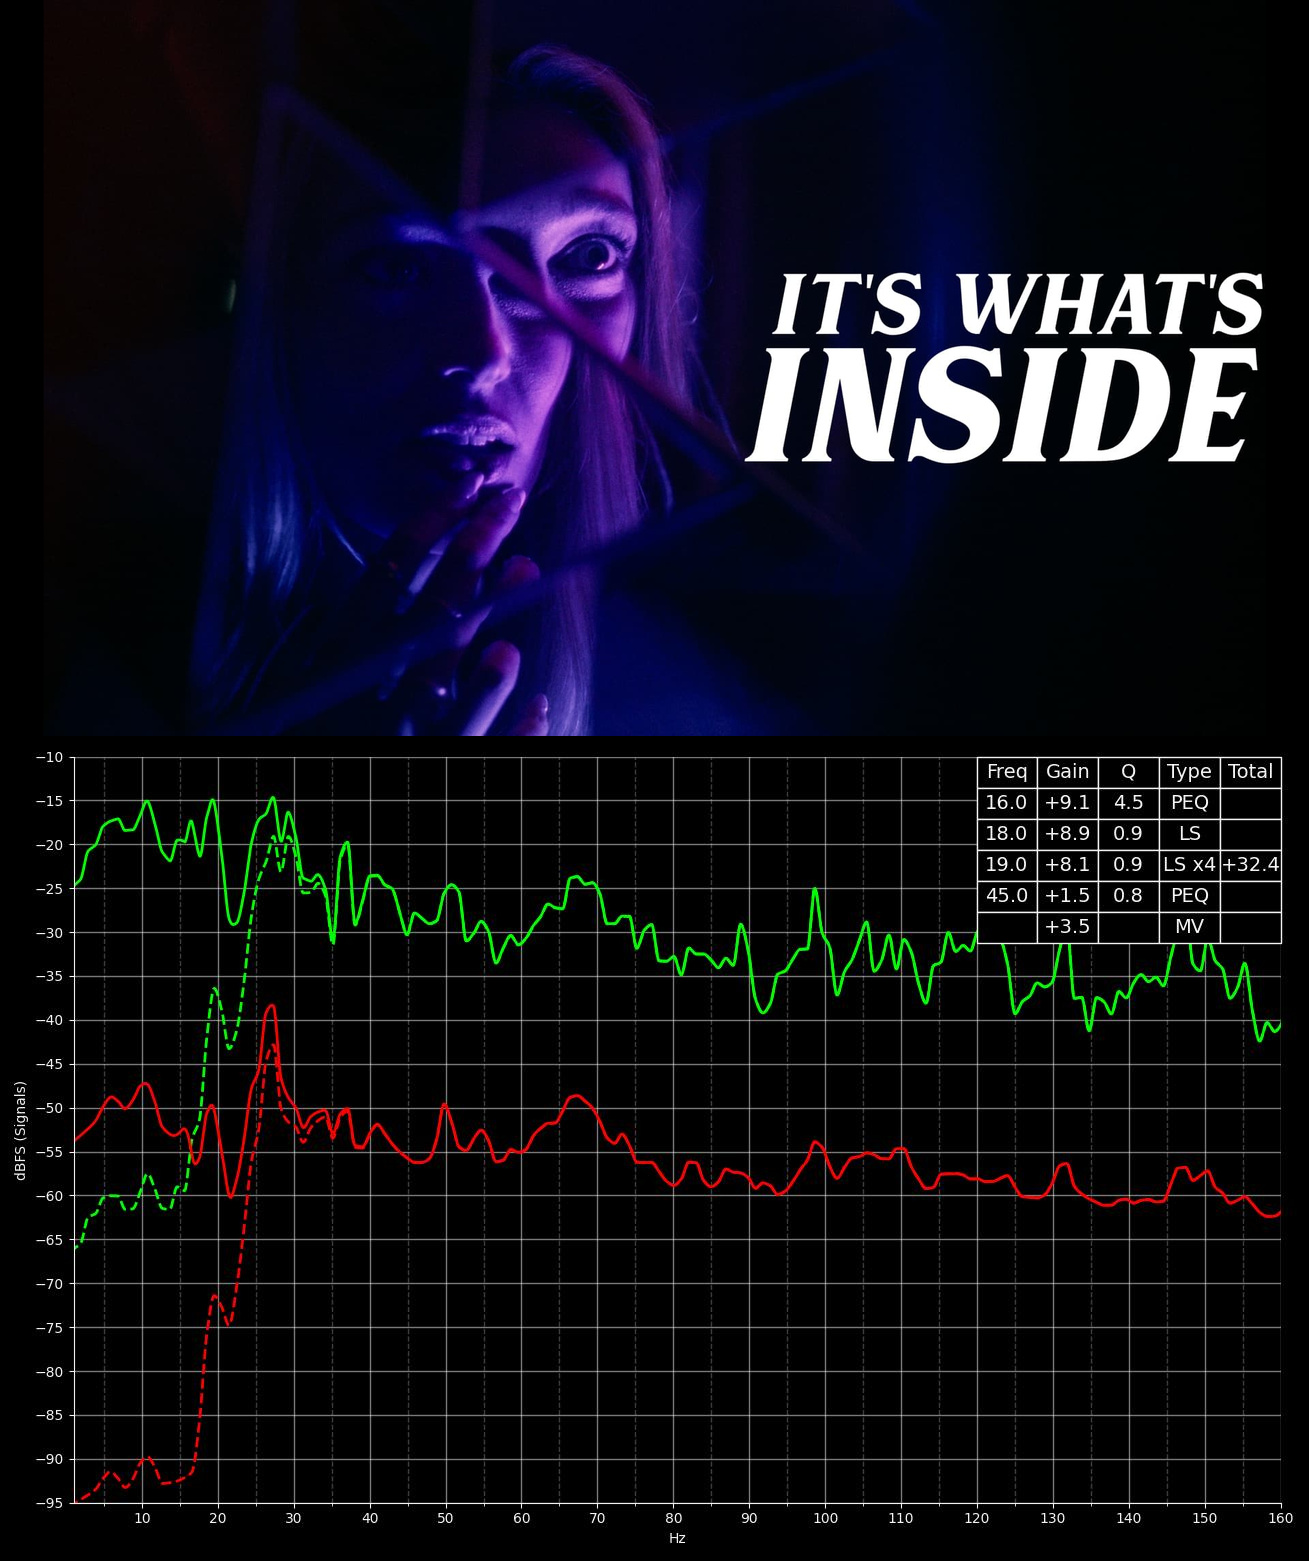 IT'S WHAT'S
INSIDE
Freq Gain Q Type Total
16.0 +9.1 4.5 PEQ
18.0 +8.9 0.9 LS
19.0 +8.1 0.9 LS x4 +32.4
45.0 +1.5 0.8 PEQ
+3.5 MV
−10
−15
−20
−25
−30
−35
−40
−45
−50
−55
−60
−65
−70
−75
−80
−85
−90
−95
dBFS (Signals)
10 20 30 40 50 60 70 80 90 100 110 120 130 140 150 160
Hz